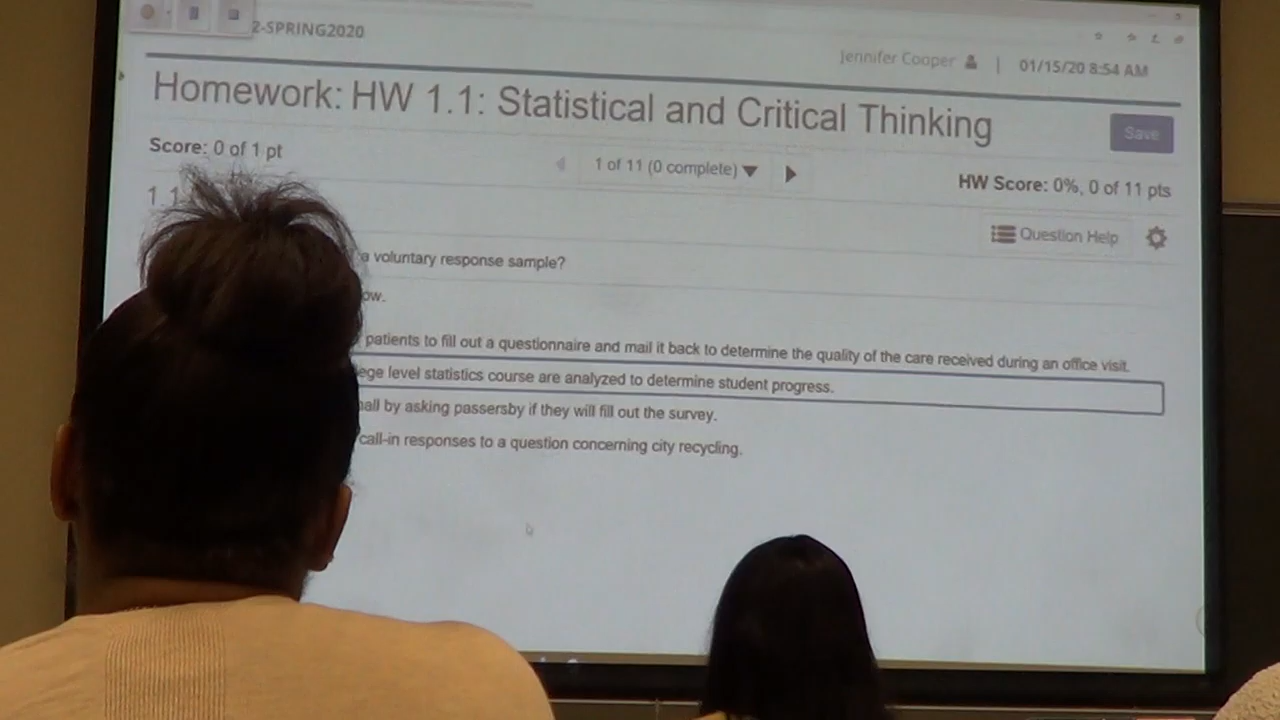 2-SPRING2020
Jennifer Cooper | 01/15/20 8:54 AM
Homework: HW 1.1: Statistical and Critical Thinking
Save
Score: 0 of 1 pt
1 of 11 (0 complete)
HW Score: 0%, 0 of 11 pts
1.1
Question Help
a voluntary response sample?
ow.
patients to fill out a questionnaire and mail it back to determine the quality of the care received during an office visit.
ege level statistics course are analyzed to determine student progress.
all by asking passersby if they will fill out the survey.
call-in responses to a question concerning city recycling.